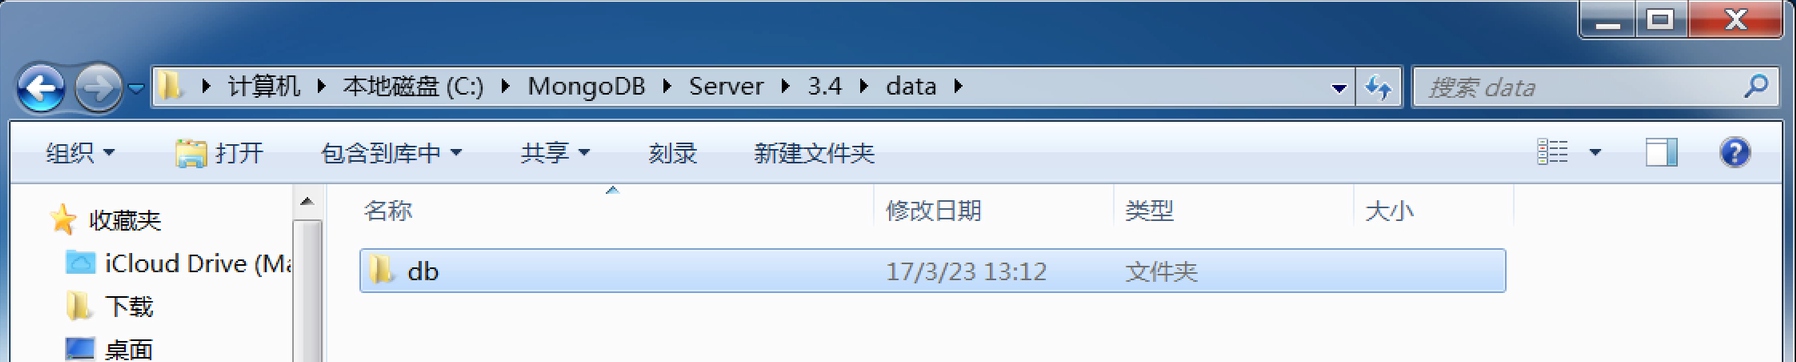 计算机 本地磁盘 (C:) MongoDB Server 3.4 data 搜索 data
组织 打开 包含到库中 共享 刻录 新建文件夹 ?
名称 修改日期 类型 大小
收藏夹
db 17/3/23 13:12 文件夹
iCloud Drive (Ma
下载
桌面